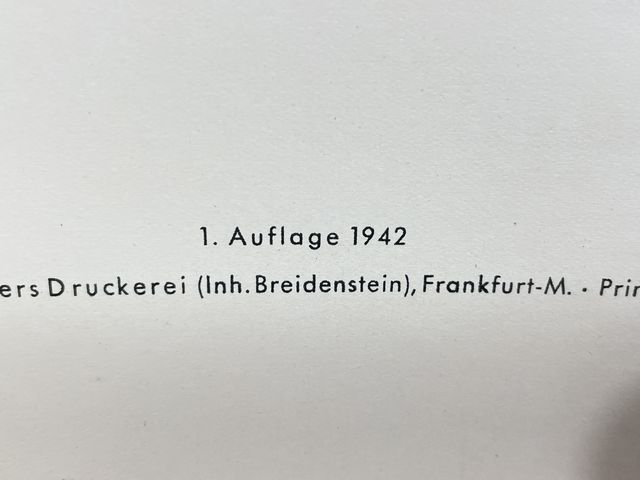 1. Auflage 1942
Druckerei (Inh. Breidenstein), Frankfurt-M. ·